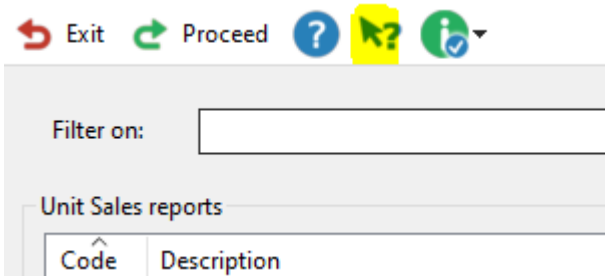 Exit Proceed ? ?
Filter on:
Unit Sales reports
Code Description